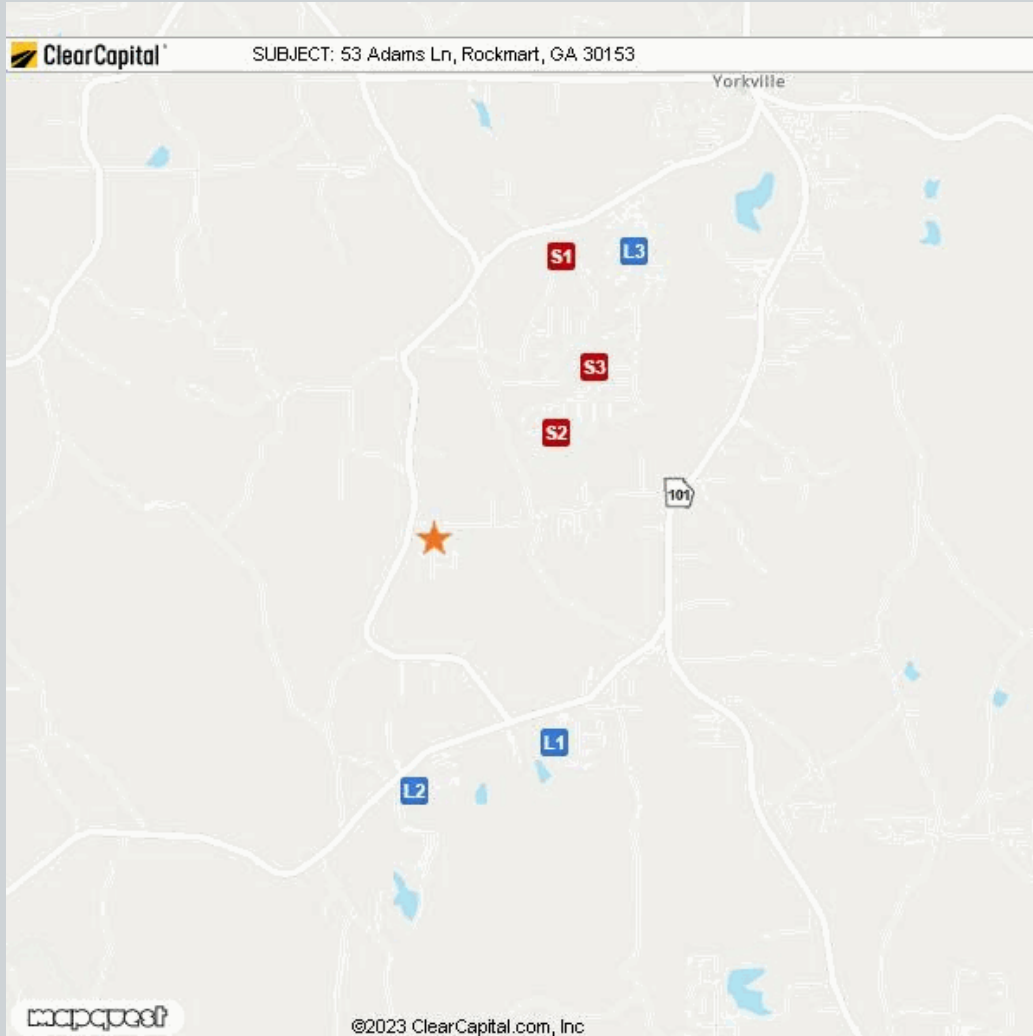 ClearCapital SUBJECT: 53 Adams Ln, Rockmart, GA 30153
Yorkville
S1
L3
S3
S2
101
L1
L2
mapquest
©2023 ClearCapital.com, Inc